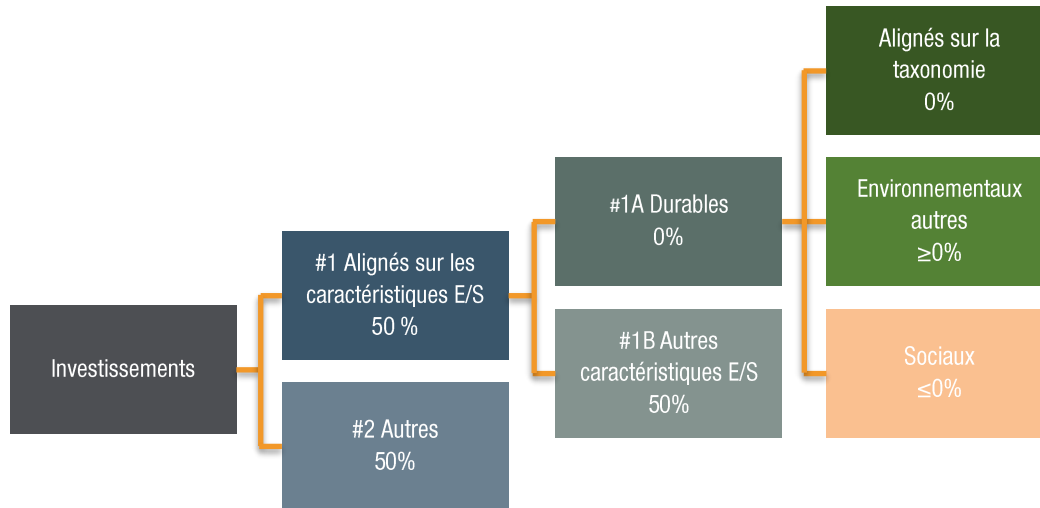 Investissements
#1 Alignés sur les
caractéristiques E/S
50 %
#2 Autres
50%
#1A Durables
0%
#1B Autres
caractéristiques E/S
50%
Alignés sur la
taxonomie
0%
Environnementaux
autres
≥0%
Sociaux
≤0%